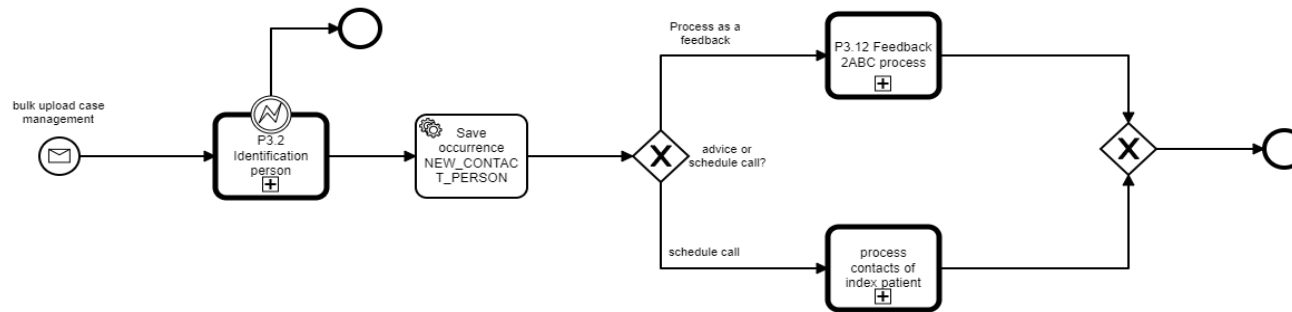 bulk upload case
management
P3.2
Identification
person
Save
occurrence
NEW_CONTAC
T_PERSON
Process as a
feedback
advice or
schedule call?
schedule call
P3.12 Feedback
2ABC process
process
contacts of
index patient